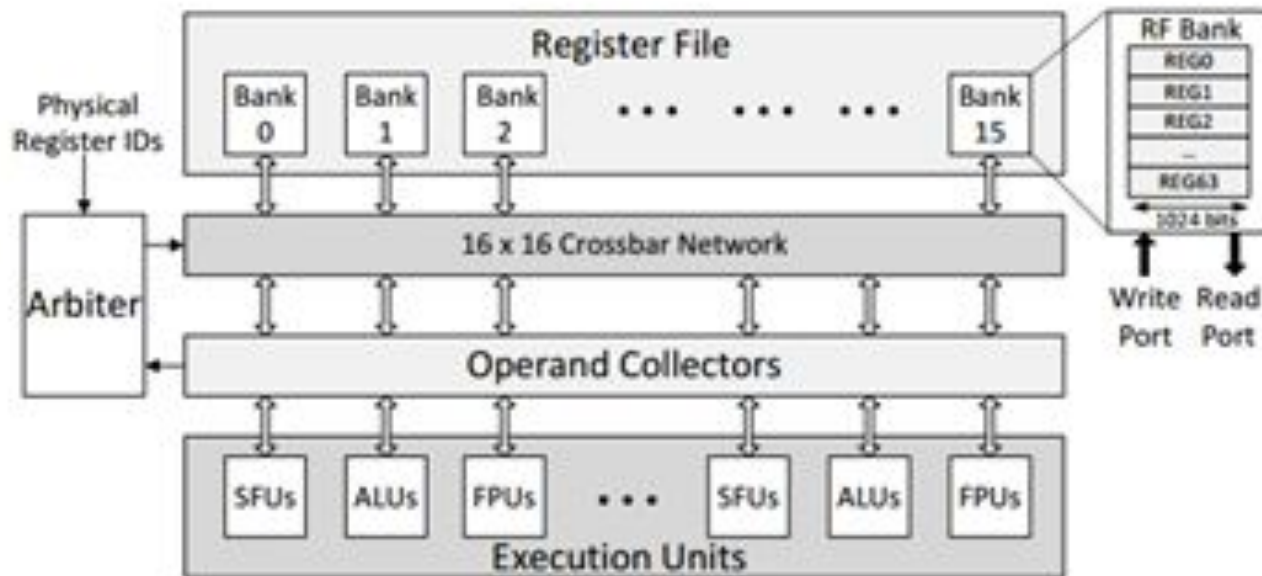 Register File
Bank
0
Bank
1
Bank
2
Bank
15
RF Bank
REG0
REG1
REG2
...
REG63
1024 bits
Write
Port
Read
Port
Physical
Register IDs
Arbiter
16 x 16 Crossbar Network
Operand Collectors
SFUs
ALUs
FPUs
SFUs
ALUs
FPUs
Execution Units